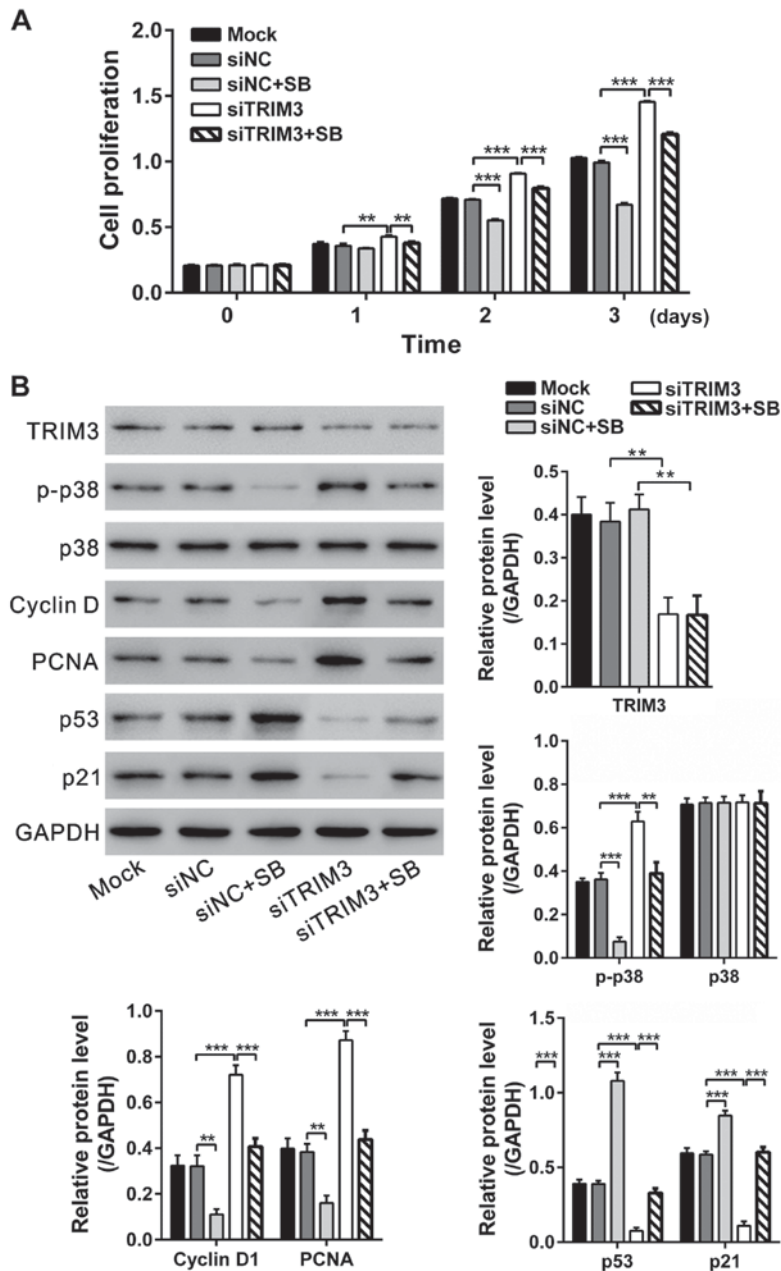 A
Mock
siNC
siNC+SB
siTRIM3
siTRIM3+SB
Cell proliferation
2.0
1.5
1.0
0.5
0.0
** **
*** *** ***
*** *** ***
0 1 2 3 (days)
Time
B
TRIM3
p-p38
p38
Cyclin D
PCNA
p53
p21
GAPDH
Mock siNC siNC+SB siTRIM3 siTRIM3+SB
Mock siTRIM3
siNC siTRIM3+SB
siNC+SB
Relative protein level
(/GAPDH)
0.5
0.4
0.3
0.2
0.1
0.0
**
**
TRIM3
Relative protein level
(/GAPDH)
1.0
0.8
0.6
0.4
0.2
0.0
*** **
***
p-p38 p38
Relative protein level
(/GAPDH)
1.0
0.8
0.6
0.4
0.2
0.0
*** *** *** ***
** **
Cyclin D1 PCNA
Relative protein level
(/GAPDH)
1.5
1.0
0.5
0.0
*** ***
*** ***
*** ***
***
p53 p21